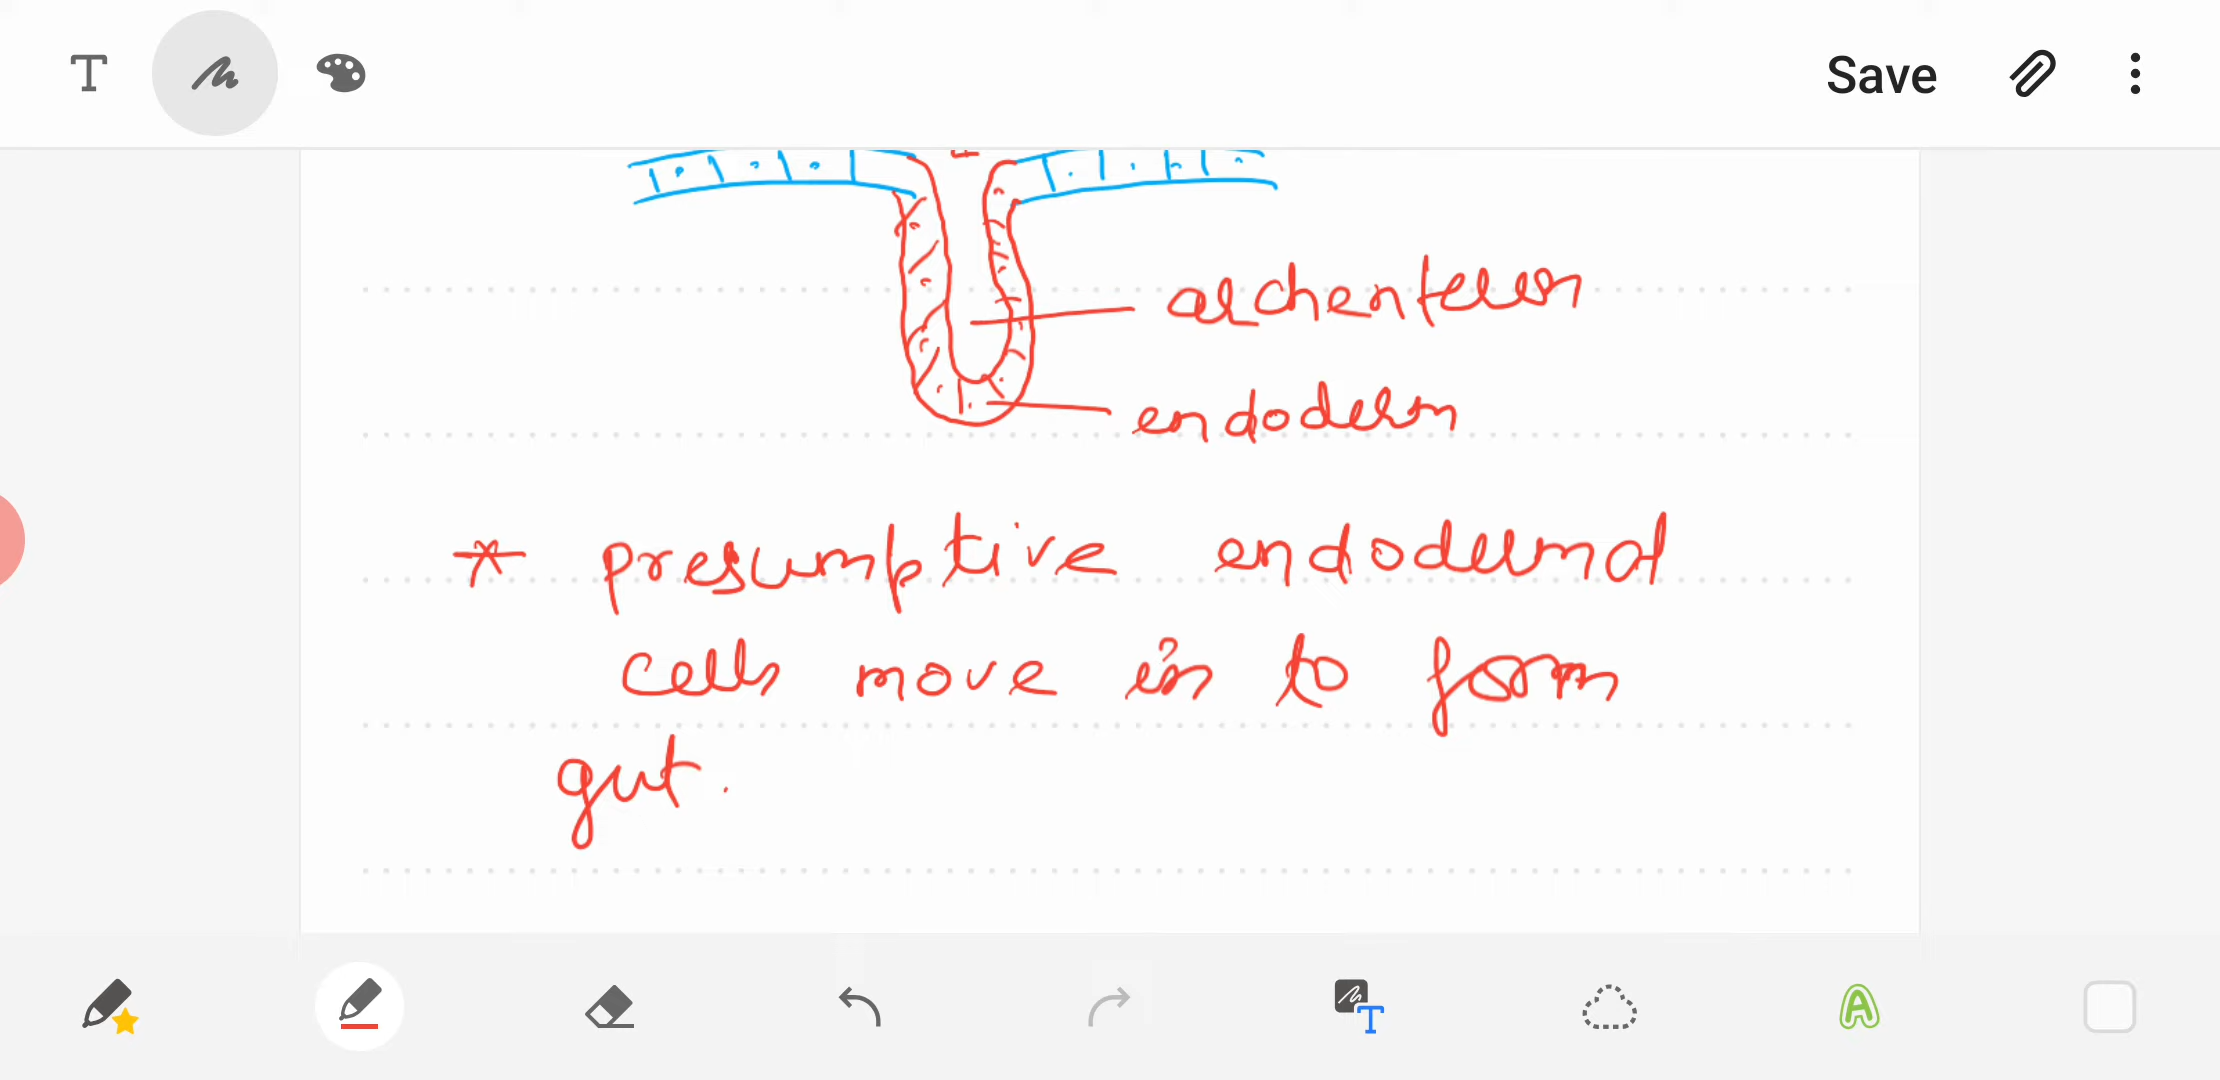 T
Save
archenteron
endoderm
* presumptive endodermal
cells move in to form
gut.
T
A